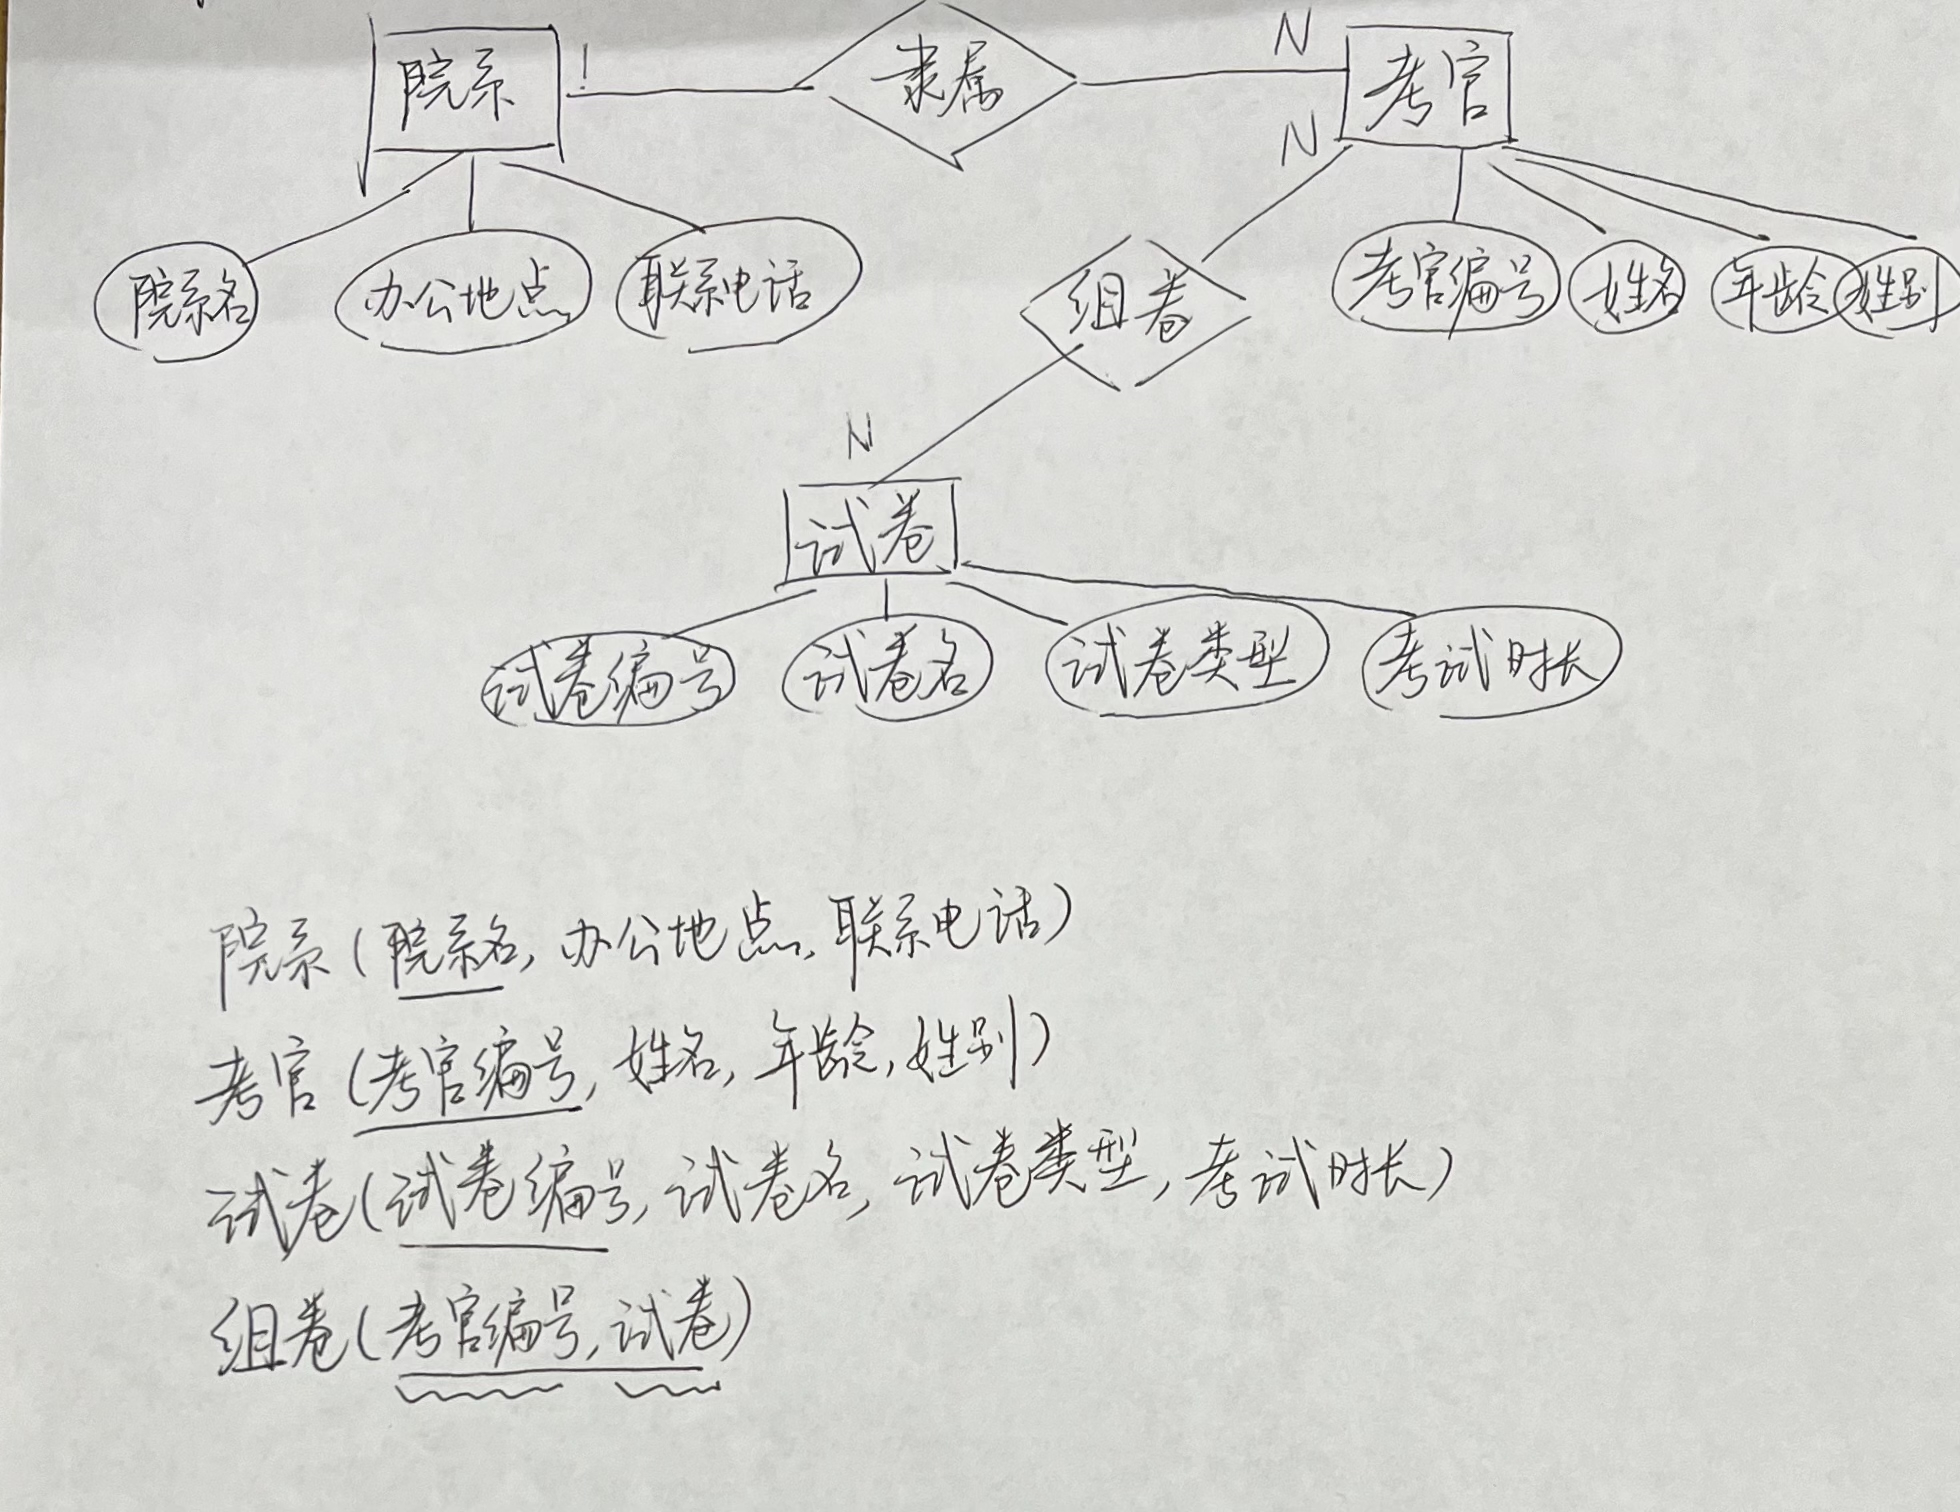 院系 1 隶属 N 考官
N
院系名 办公地点 联系电话 组卷 考官编号 姓名 年龄 姓别
N
试卷
试卷编号 试卷名 试卷类型 考试时长
院系(院系名, 办公地点, 联系电话)
考官(考官编号, 姓名, 年龄, 姓别)
试卷(试卷编号, 试卷名, 试卷类型, 考试时长)
组卷(考官编号, 试卷)